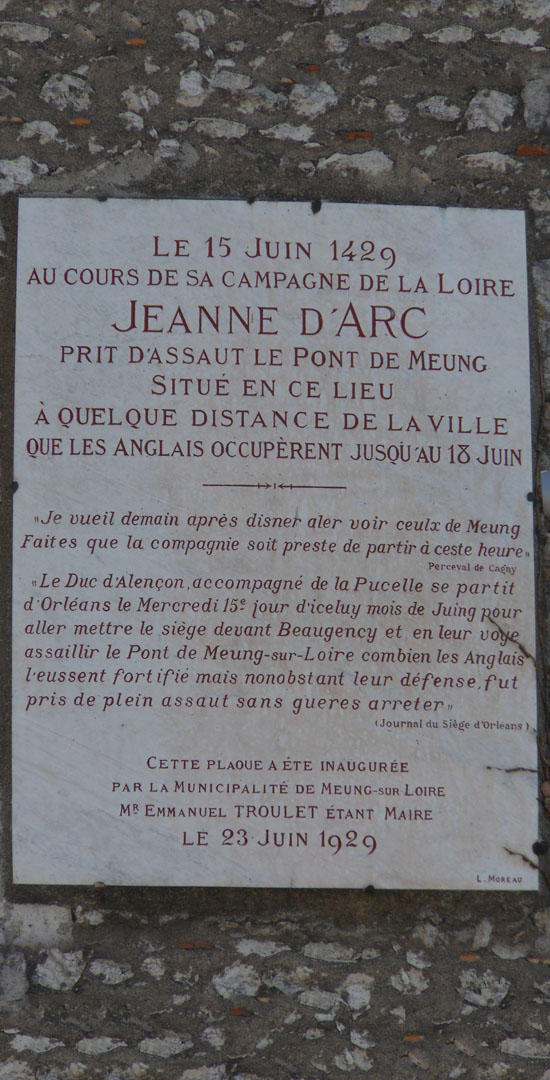 LE 15 JUIN 1429
AU COURS DE SA CAMPAGNE DE LA LOIRE
JEANNE D'ARC
PRIT D'ASSAUT LE PONT DE MEUNG
SITUÉ EN CE LIEU
À QUELQUE DISTANCE DE LA VILLE
QUE LES ANGLAIS OCCUPÈRENT JUSQU'AU 18 JUIN
"Je vueil demain après disner aler voir ceulx de Meung
Faites que la compagnie soit preste de partir à ceste heure"
Perceval de Cagny
"Le Duc d'Alençon, accompagné de la Pucelle se partit
d'Orléans le Mercredi 15e jour d'iceluy mois de Juing pour
aller mettre le siège devant Beaugency et en leur voye
assaillir le Pont de Meung-sur-Loire combien les Anglais
l'eussent fortifié mais nonobstant leur défense, fut
pris de plein assaut sans gueres arreter"
(Journal du Siège d'Orleans)
CETTE PLAQUE A ÉTE INAUGURÉE
PAR LA MUNICIPALITÉ DE MEUNG-SUR LOIRE
MR EMMANUEL TROULET ÉTANT MAIRE
LE 23 JUIN 1929
L. MOREAU